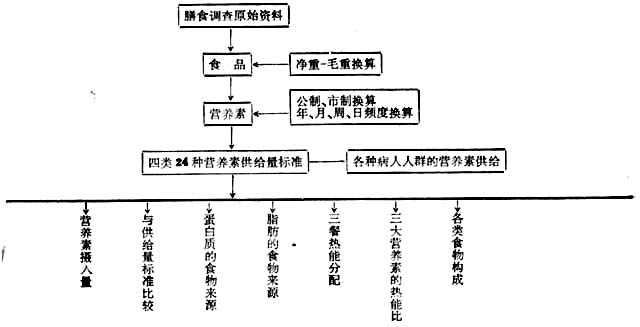 膳食调查原始资料
食品
净重-毛重换算
营养素
公制、市制换算
年、月、周、日频度换算
四类24种营养素供给量标准
各种病人人群的营养素供给
营养素摄入量
与供给量标准比较
蛋白质的食物来源
脂肪的食物来源
三餐热能分配
三大营养素的热能比
各类食物构成